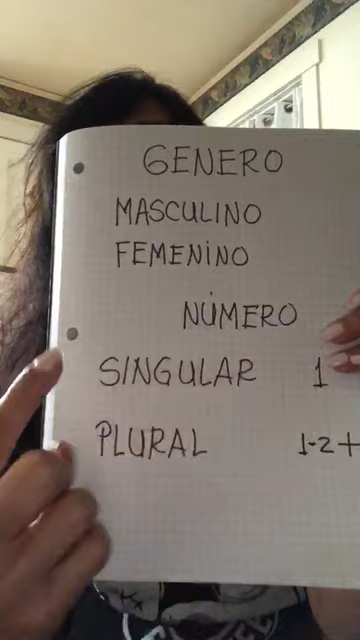 GENERO
MASCULINO
FEMENiNO
NÚMERO
SINGULAR 1
PLURAL 1-2+